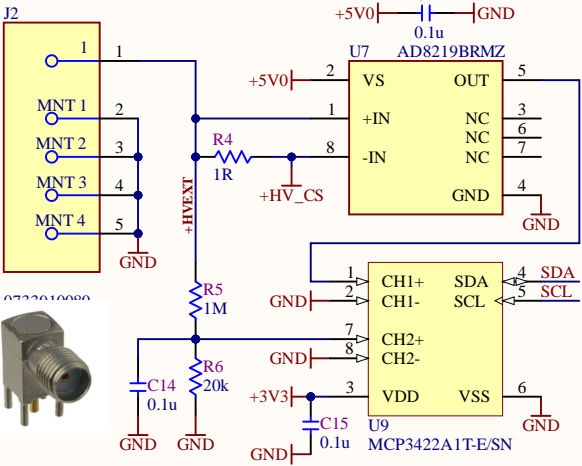 J2
+5V0
GND
0.1u
U7
AD8219BRMZ
1
1
+5V0
2
VS
OUT
5
MNT 1
2
1
+IN
NC
3
R4
NC
6
MNT 2
3
8
-IN
NC
7
1R
MNT 3
4
+HVEXT
+HV_CS
GND
4
MNT 4
5
GND
GND
1
CH1+
SDA
4
SDA
R5
GND
2
CH1-
SCL
5
SCL
1M
7
CH2+
GND
8
CH2-
R6
C14
20k
0.1u
+3V3
3
VDD
VSS
6
C15
U9
GND
GND
0.1u
GND
MCP3422A1T-E/SN
GND